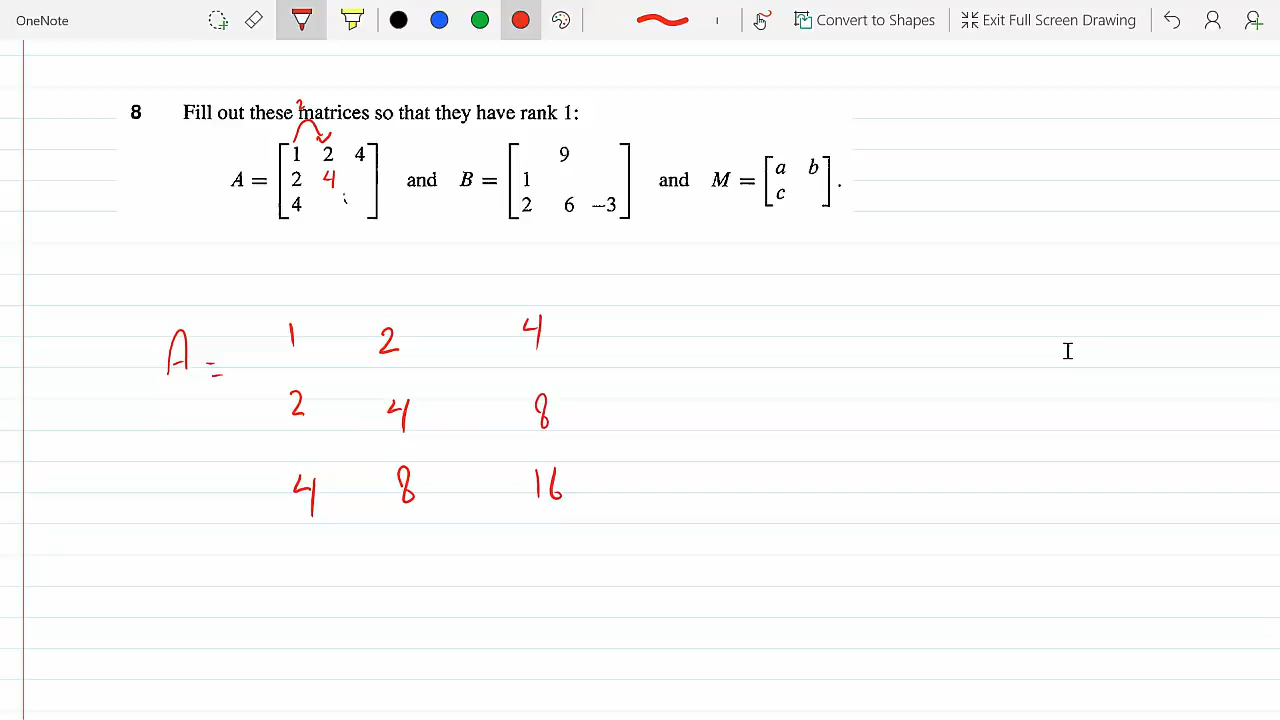 OneNote
Convert to Shapes
Exit Full Screen Drawing
8 Fill out these matrices so that they have rank 1:
2
A = [ 1 2 4
2 4
4 ] and B = [ 9
1
2 6 −3 ] and M = [ a b
c ] .
A = 1 2 4
2 4 8
4 8 16